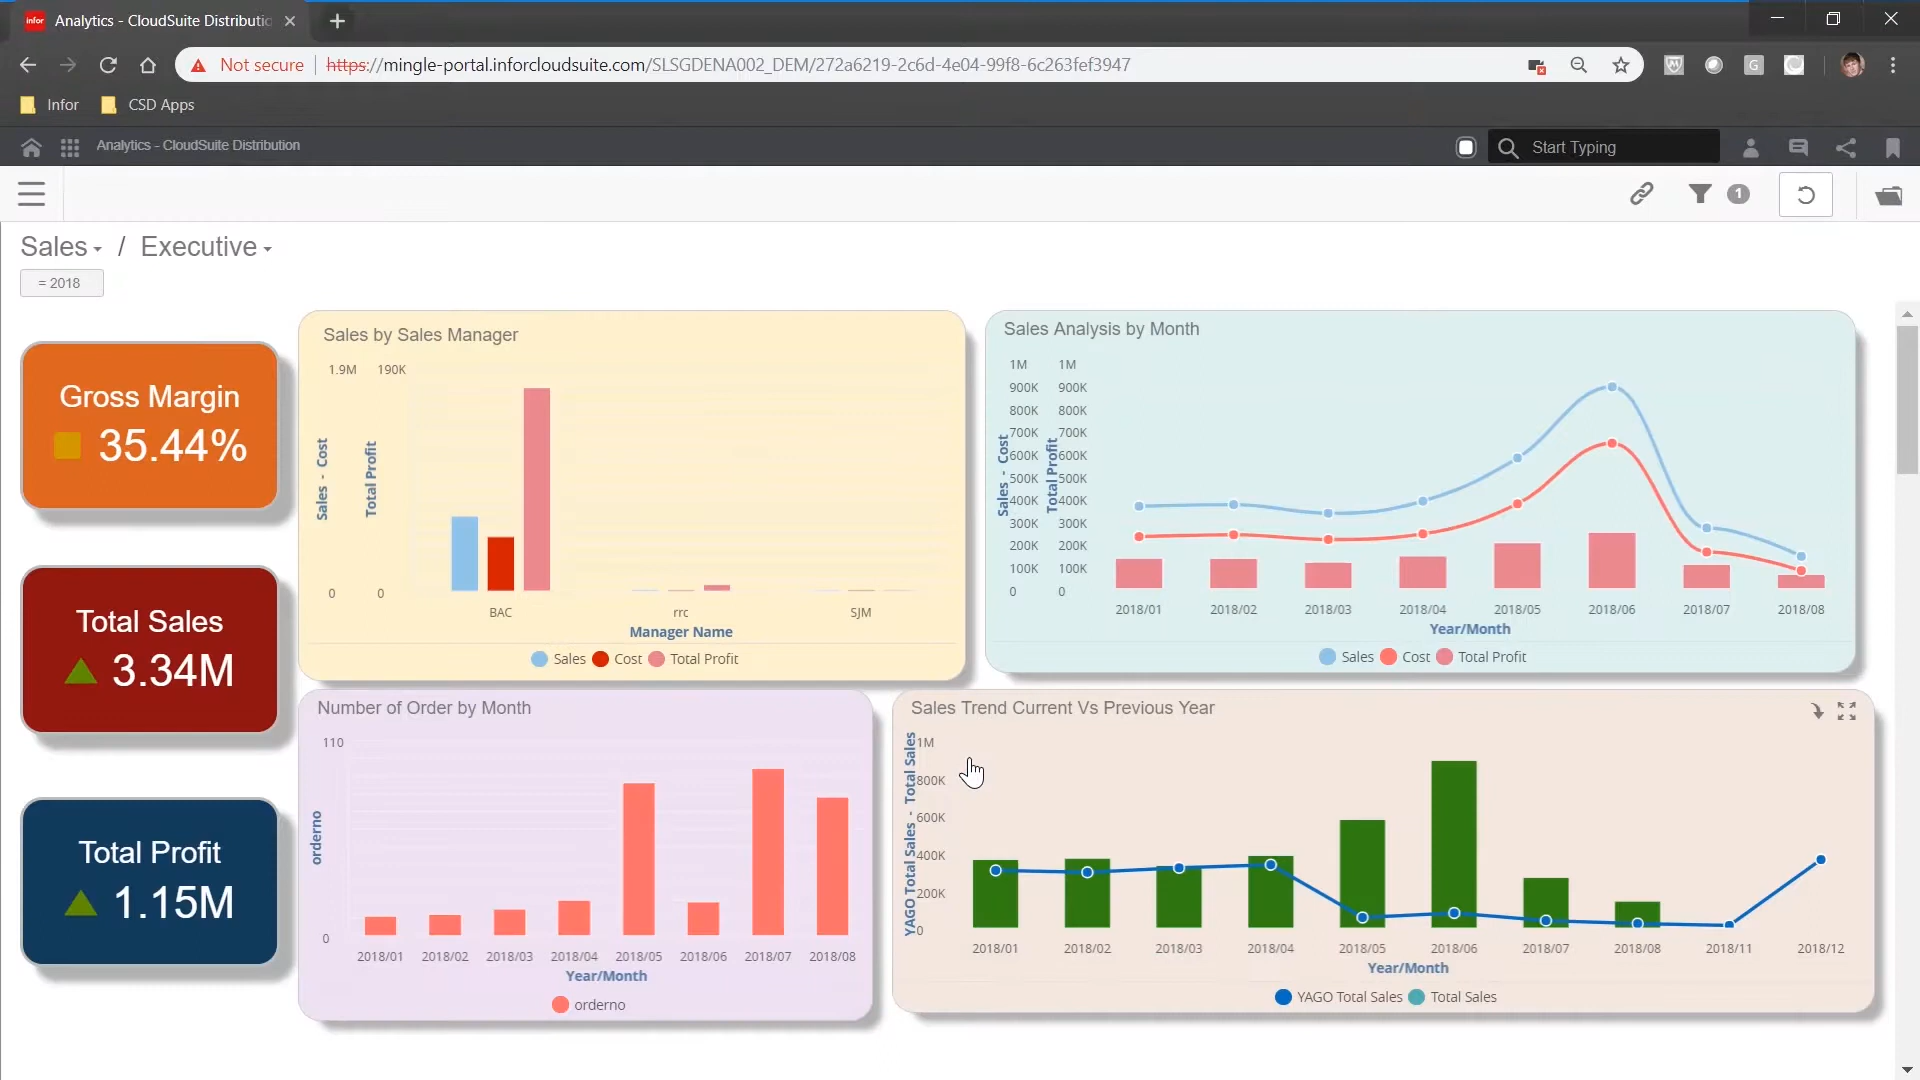 infor Analytics - CloudSuite Distributic
Not secure https://mingle-portal.inforcloudsuite.com/SLSGDENA002_DEM/272a6219-2c6d-4e04-99f8-6c263fef3947
Infor CSD Apps
Analytics - CloudSuite Distribution
Start Typing
1
Sales / Executive
= 2018
Gross Margin
35.44%
Total Sales
3.34M
Total Profit
1.15M
Sales by Sales Manager
1.9M 190K
Sales - Cost
Total Profit
0 0
BAC rrc SJM
Manager Name
Sales Cost Total Profit
Sales Analysis by Month
1M 1M
900K 900K
800K 800K
700K 700K
600K 600K
500K 500K
400K 400K
300K 300K
200K 200K
100K 100K
0 0
Sales - Cost
Total Profit
2018/01 2018/02 2018/03 2018/04 2018/05 2018/06 2018/07 2018/08
Year/Month
Sales Cost Total Profit
Number of Order by Month
110
orderno
0
2018/01 2018/02 2018/03 2018/04 2018/05 2018/06 2018/07 2018/08
Year/Month
orderno
Sales Trend Current Vs Previous Year
YAGO Total Sales - Total Sales
1M
800K
600K
400K
200K
0
2018/01 2018/02 2018/03 2018/04 2018/05 2018/06 2018/07 2018/08 2018/11 2018/12
Year/Month
YAGO Total Sales Total Sales